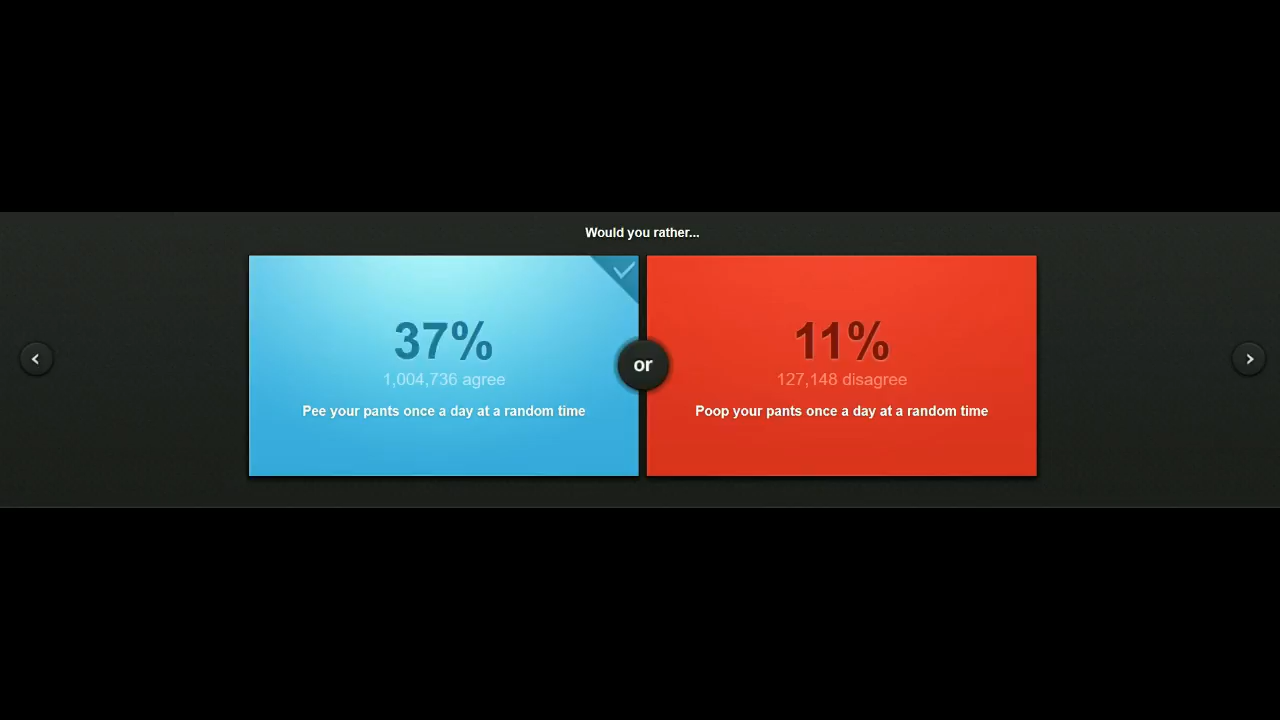 Would you rather...
37%
1,004,736 agree
Pee your pants once a day at a random time
or
11%
127,148 disagree
Poop your pants once a day at a random time